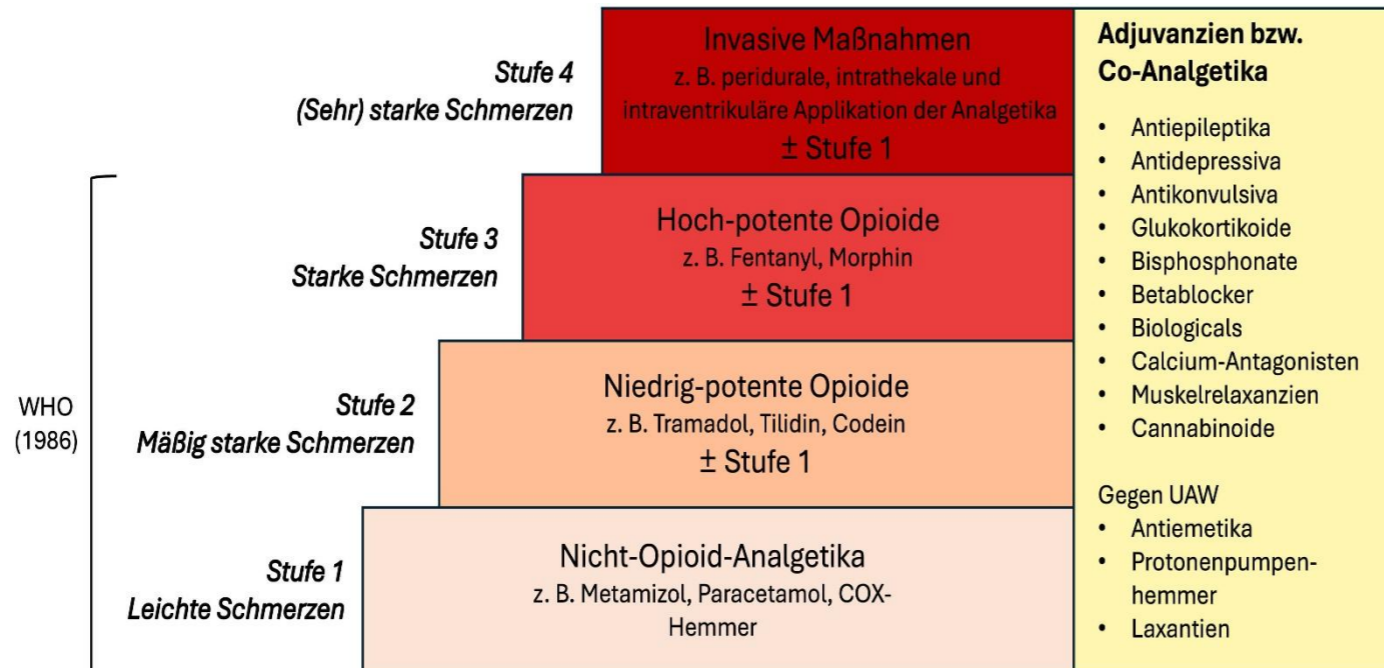 Stufe 4
(Sehr) starke Schmerzen
Invasive Maßnahmen
z. B. peridurale, intrathekale und
intraventrikuläre Applikation der Analgetika
± Stufe 1
WHO
(1986)
Stufe 3
Starke Schmerzen
Hoch-potente Opioide
z. B. Fentanyl, Morphin
± Stufe 1
Stufe 2
Mäßig starke Schmerzen
Niedrig-potente Opioide
z. B. Tramadol, Tilidin, Codein
± Stufe 1
Stufe 1
Leichte Schmerzen
Nicht-Opioid-Analgetika
z. B. Metamizol, Paracetamol, COX-
Hemmer
Adjuvanzien bzw.
Co-Analgetika
• Antiepileptika
• Antidepressiva
• Antikonvulsiva
• Glukokortikoide
• Bisphosphonate
• Betablocker
• Biologicals
• Calcium-Antagonisten
• Muskelrelaxanzien
• Cannabinoide
Gegen UAW
• Antiemetika
• Protonenpumpen-
hemmer
• Laxantien